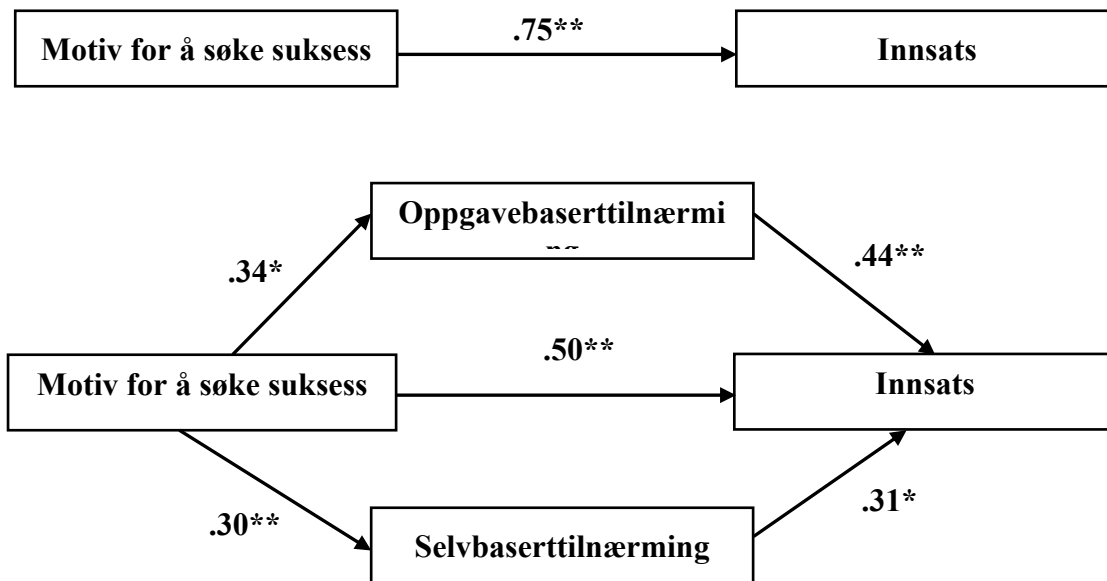 .75**
Motiv for å søke suksess
Innsats
Oppgavebaserttilnærmi
.34*
.44**
.50**
Motiv for å søke suksess
Innsats
.30**
.31*
Selvbaserttilnærming